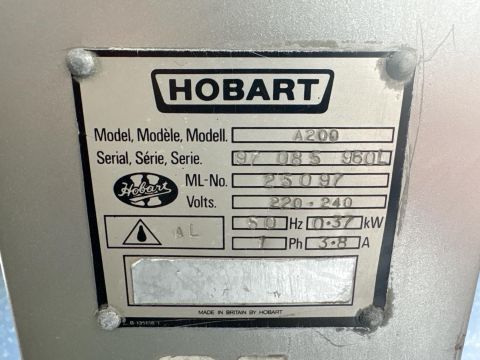 HOBART
Model, Modèle, Modell. A200
Serial, Série, Serie. 97 085 960L
Hobart ML-No. 25097
Volts. 220-240
AL 50 Hz 0·37 kW
1 Ph 3·8 A
MADE IN BRITAIN BY HOBART